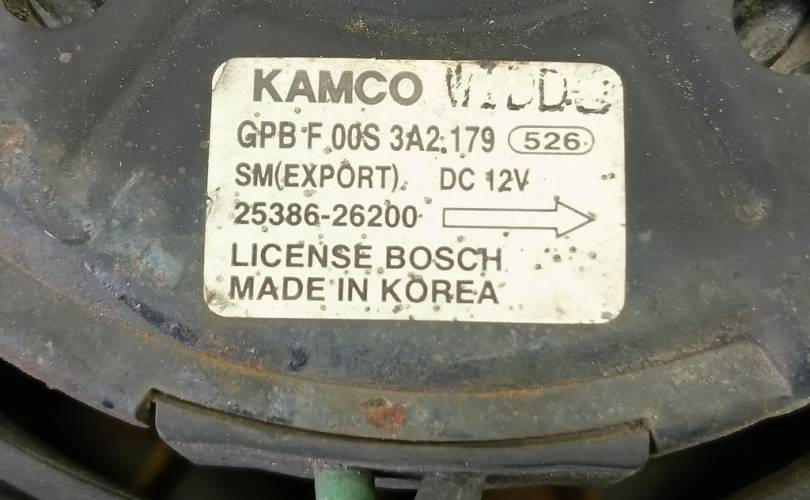 KAMCO
GPB F 00S 3A2.179 526
SM(EXPORT). DC 12V
25386-26200
LICENSE BOSCH
MADE IN KOREA